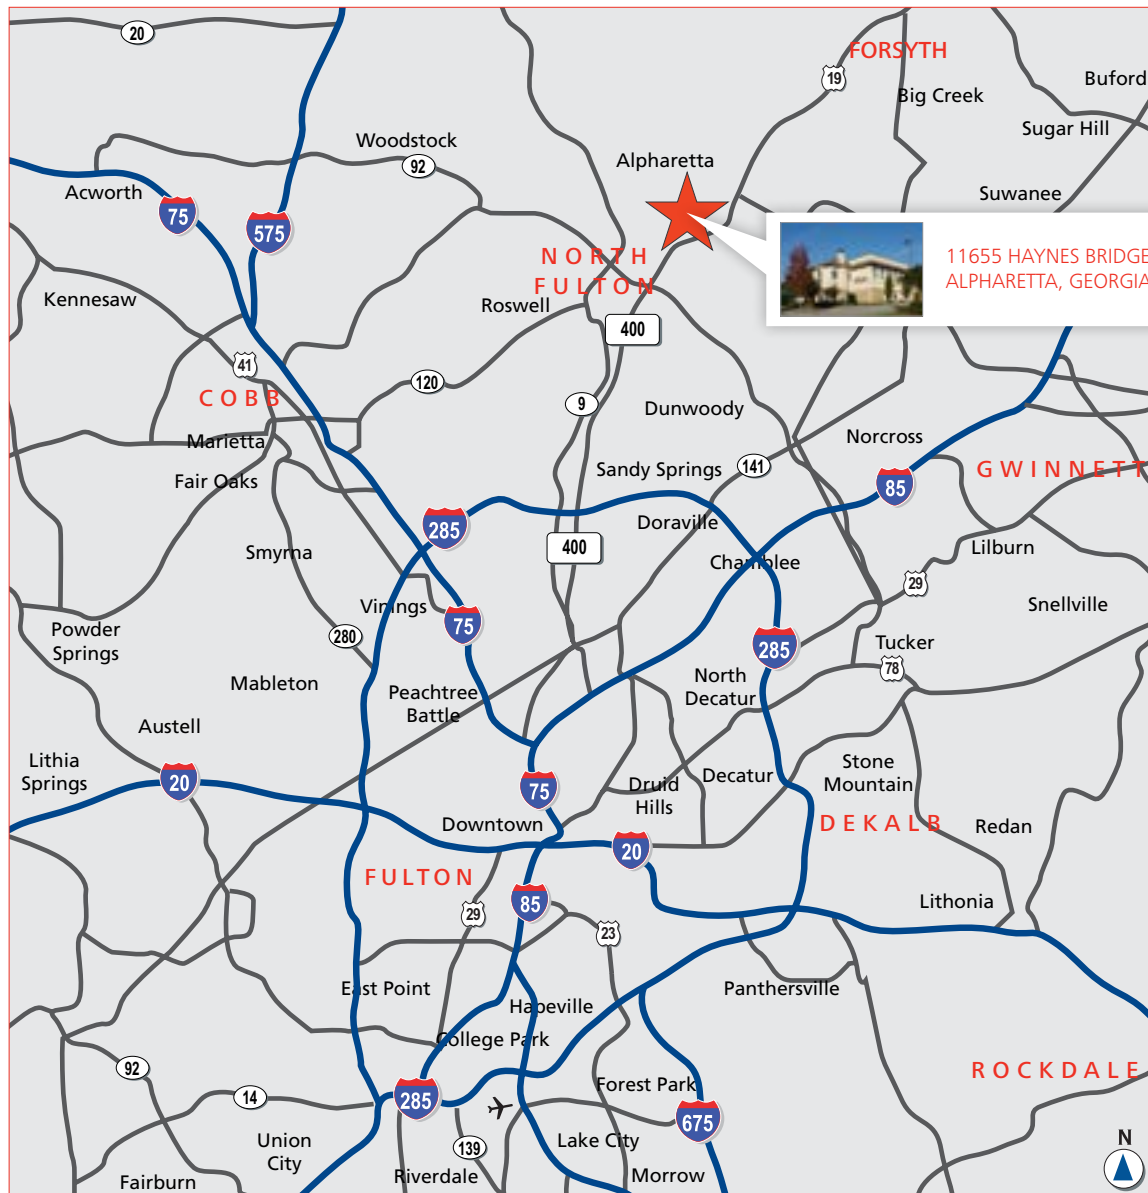 20
FORSYTH
19
Buford
Big Creek
Sugar Hill
Woodstock
Alpharetta
92
Acworth
Suwanee
75
575
NORTH
FULTON
11655 HAYNES BRIDGE
ALPHARETTA, GEORGIA
Kennesaw
Roswell
400
41
120
COBB
9
Dunwoody
Marietta
Norcross
Fair Oaks
Sandy Springs
141
GWINNETT
85
285
Doraville
400
Smyrna
Chamblee
Lilburn
29
Vinings
Snellville
75
Powder
Springs
280
285
Tucker
78
Mableton
North
Decatur
Peachtree
Battle
Austell
Lithia
Springs
20
75
Druid
Hills
Decatur
Stone
Mountain
Downtown
DEKALB
Redan
20
FULTON
85
Lithonia
29
23
East Point
Panthersville
Hapeville
College Park
92
ROCKDALE
14
285
Forest Park
675
Union
City
139
Lake City
N
Fairburn
Riverdale
Morrow